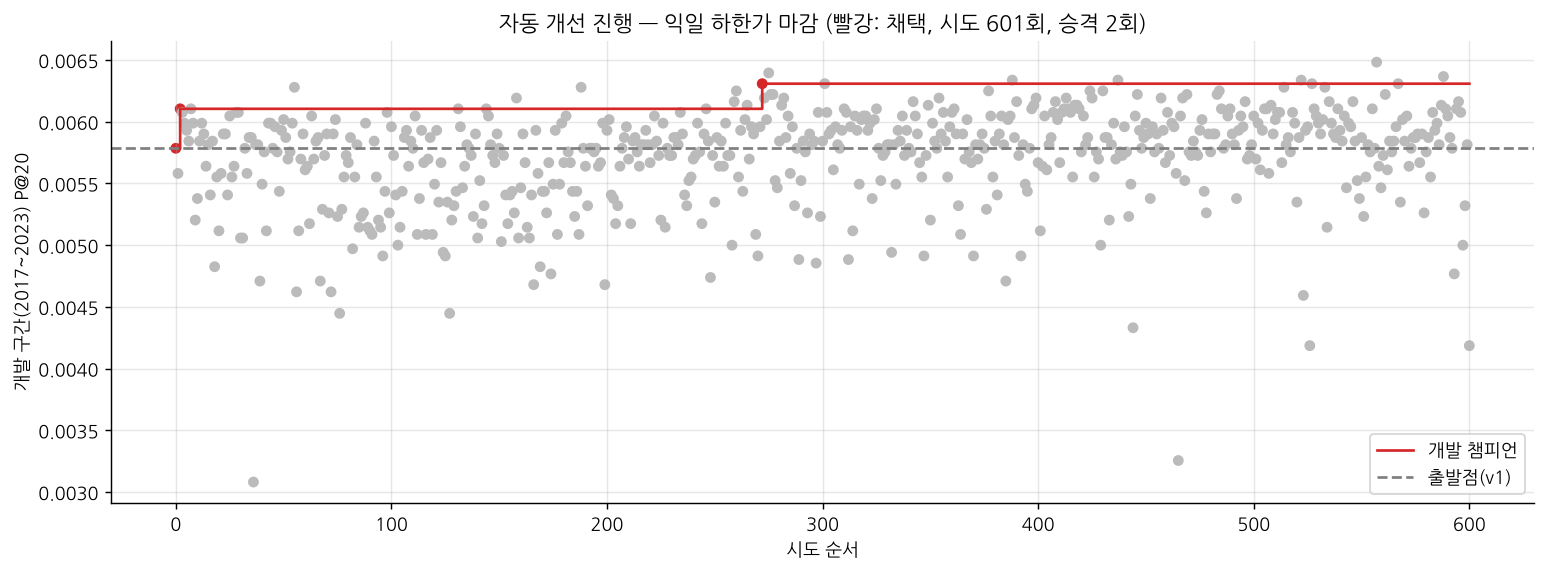 자동 개선 진행 — 익일 하한가 마감 (빨강: 채택, 시도 601회, 승격 2회)
개발 구간(2017~2023) P@20
0.0065
0.0060
0.0055
0.0050
0.0045
0.0040
0.0035
0.0030
개발 챔피언
출발점(v1)
0 100 200 300 400 500 600
시도 순서